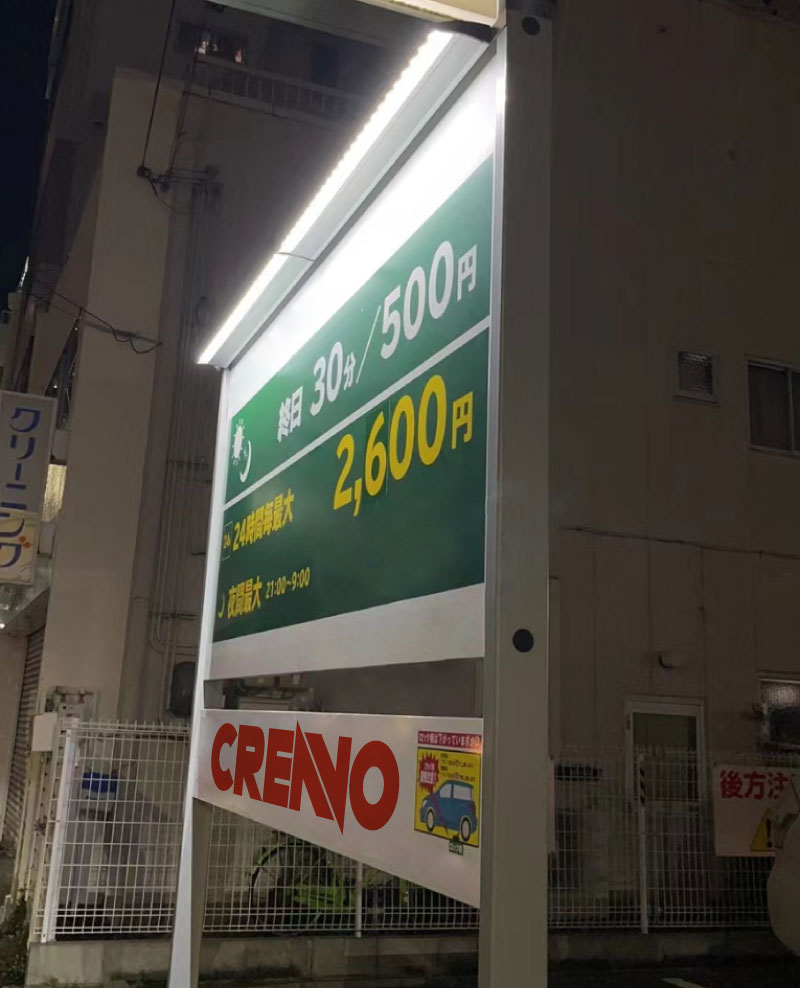 終日 30分/500円
24 24時間毎最大 2,600円
夜間最大 21:00~9:00
CRENNO
クリーニング
後方注